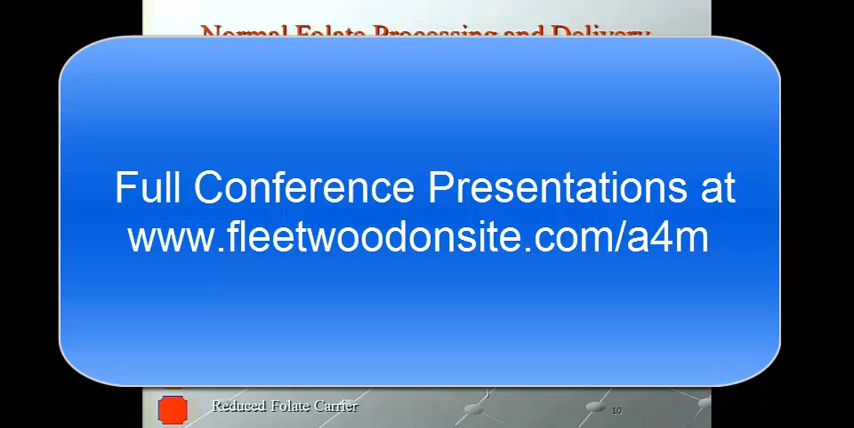 Normal Folate Processing and Delivery
Full Conference Presentations at
www.fleetwoodonsite.com/a4m
Reduced Folate Carrier
10